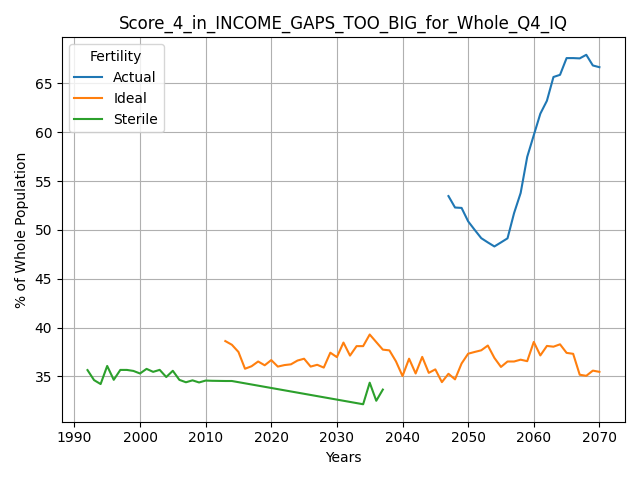 Score_4_in_INCOME_GAPS_TOO_BIG_for_Whole_Q4_IQ
Fertility
Actual
Ideal
Sterile
% of Whole Population
65
60
55
50
45
40
35
1990 2000 2010 2020 2030 2040 2050 2060 2070
Years